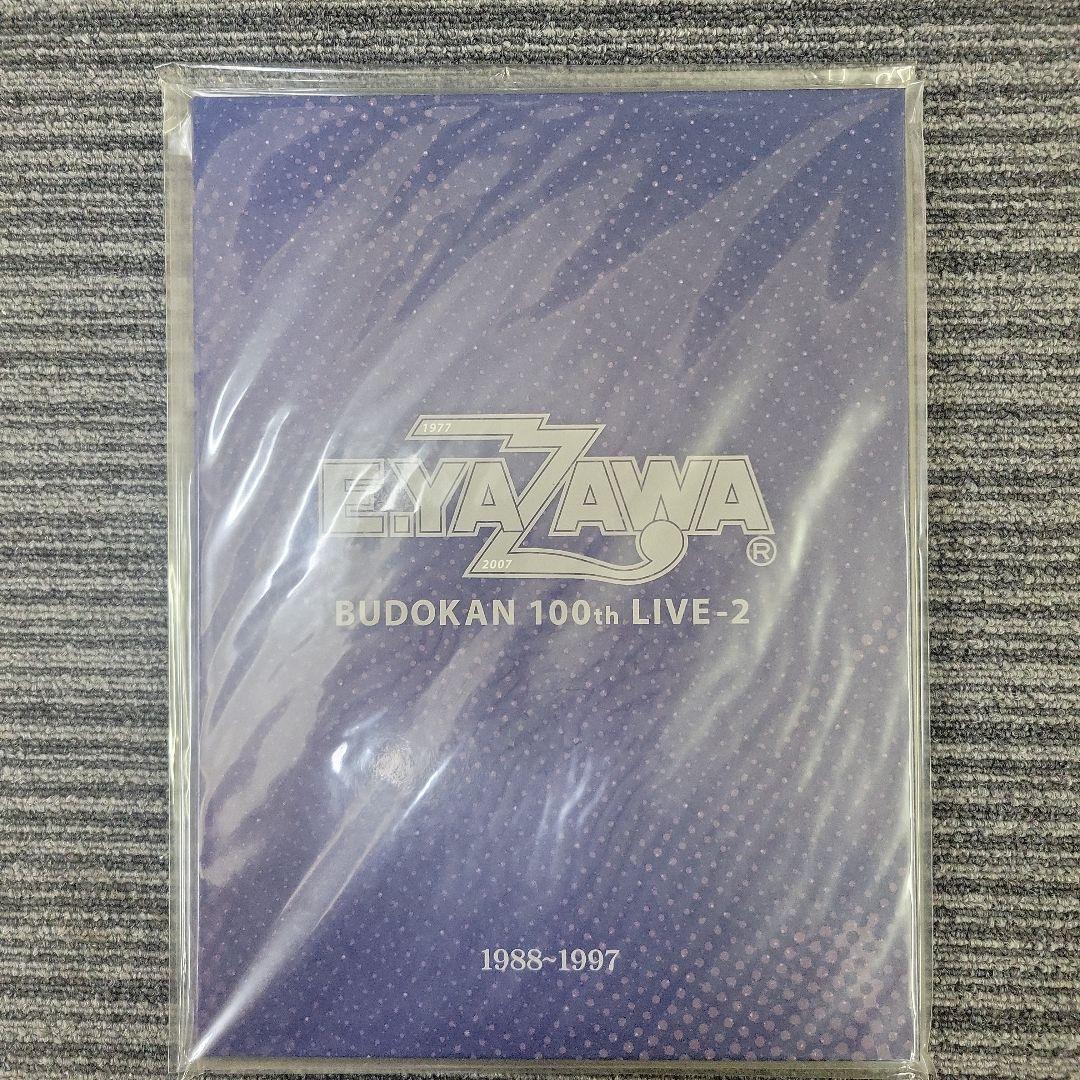 1977
E.YAZAWA
®
2007
BUDOKAN 100th LIVE-2
1988~1997